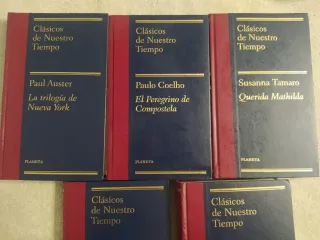 Clásicos
de Nuestro
Tiempo
Paul Auster
La trilogía de
Nueva York
PLANETA
Clásicos
de Nuestro
Tiempo
Paulo Coelho
El Peregrino de
Compostela
PLANETA
Clásicos
de Nuestro
Tiempo
Susanna Tamaro
Querida Mathilda
PLANETA
Clásicos
de Nuestro
Tiempo
Clásicos
de Nuestro
Tiempo